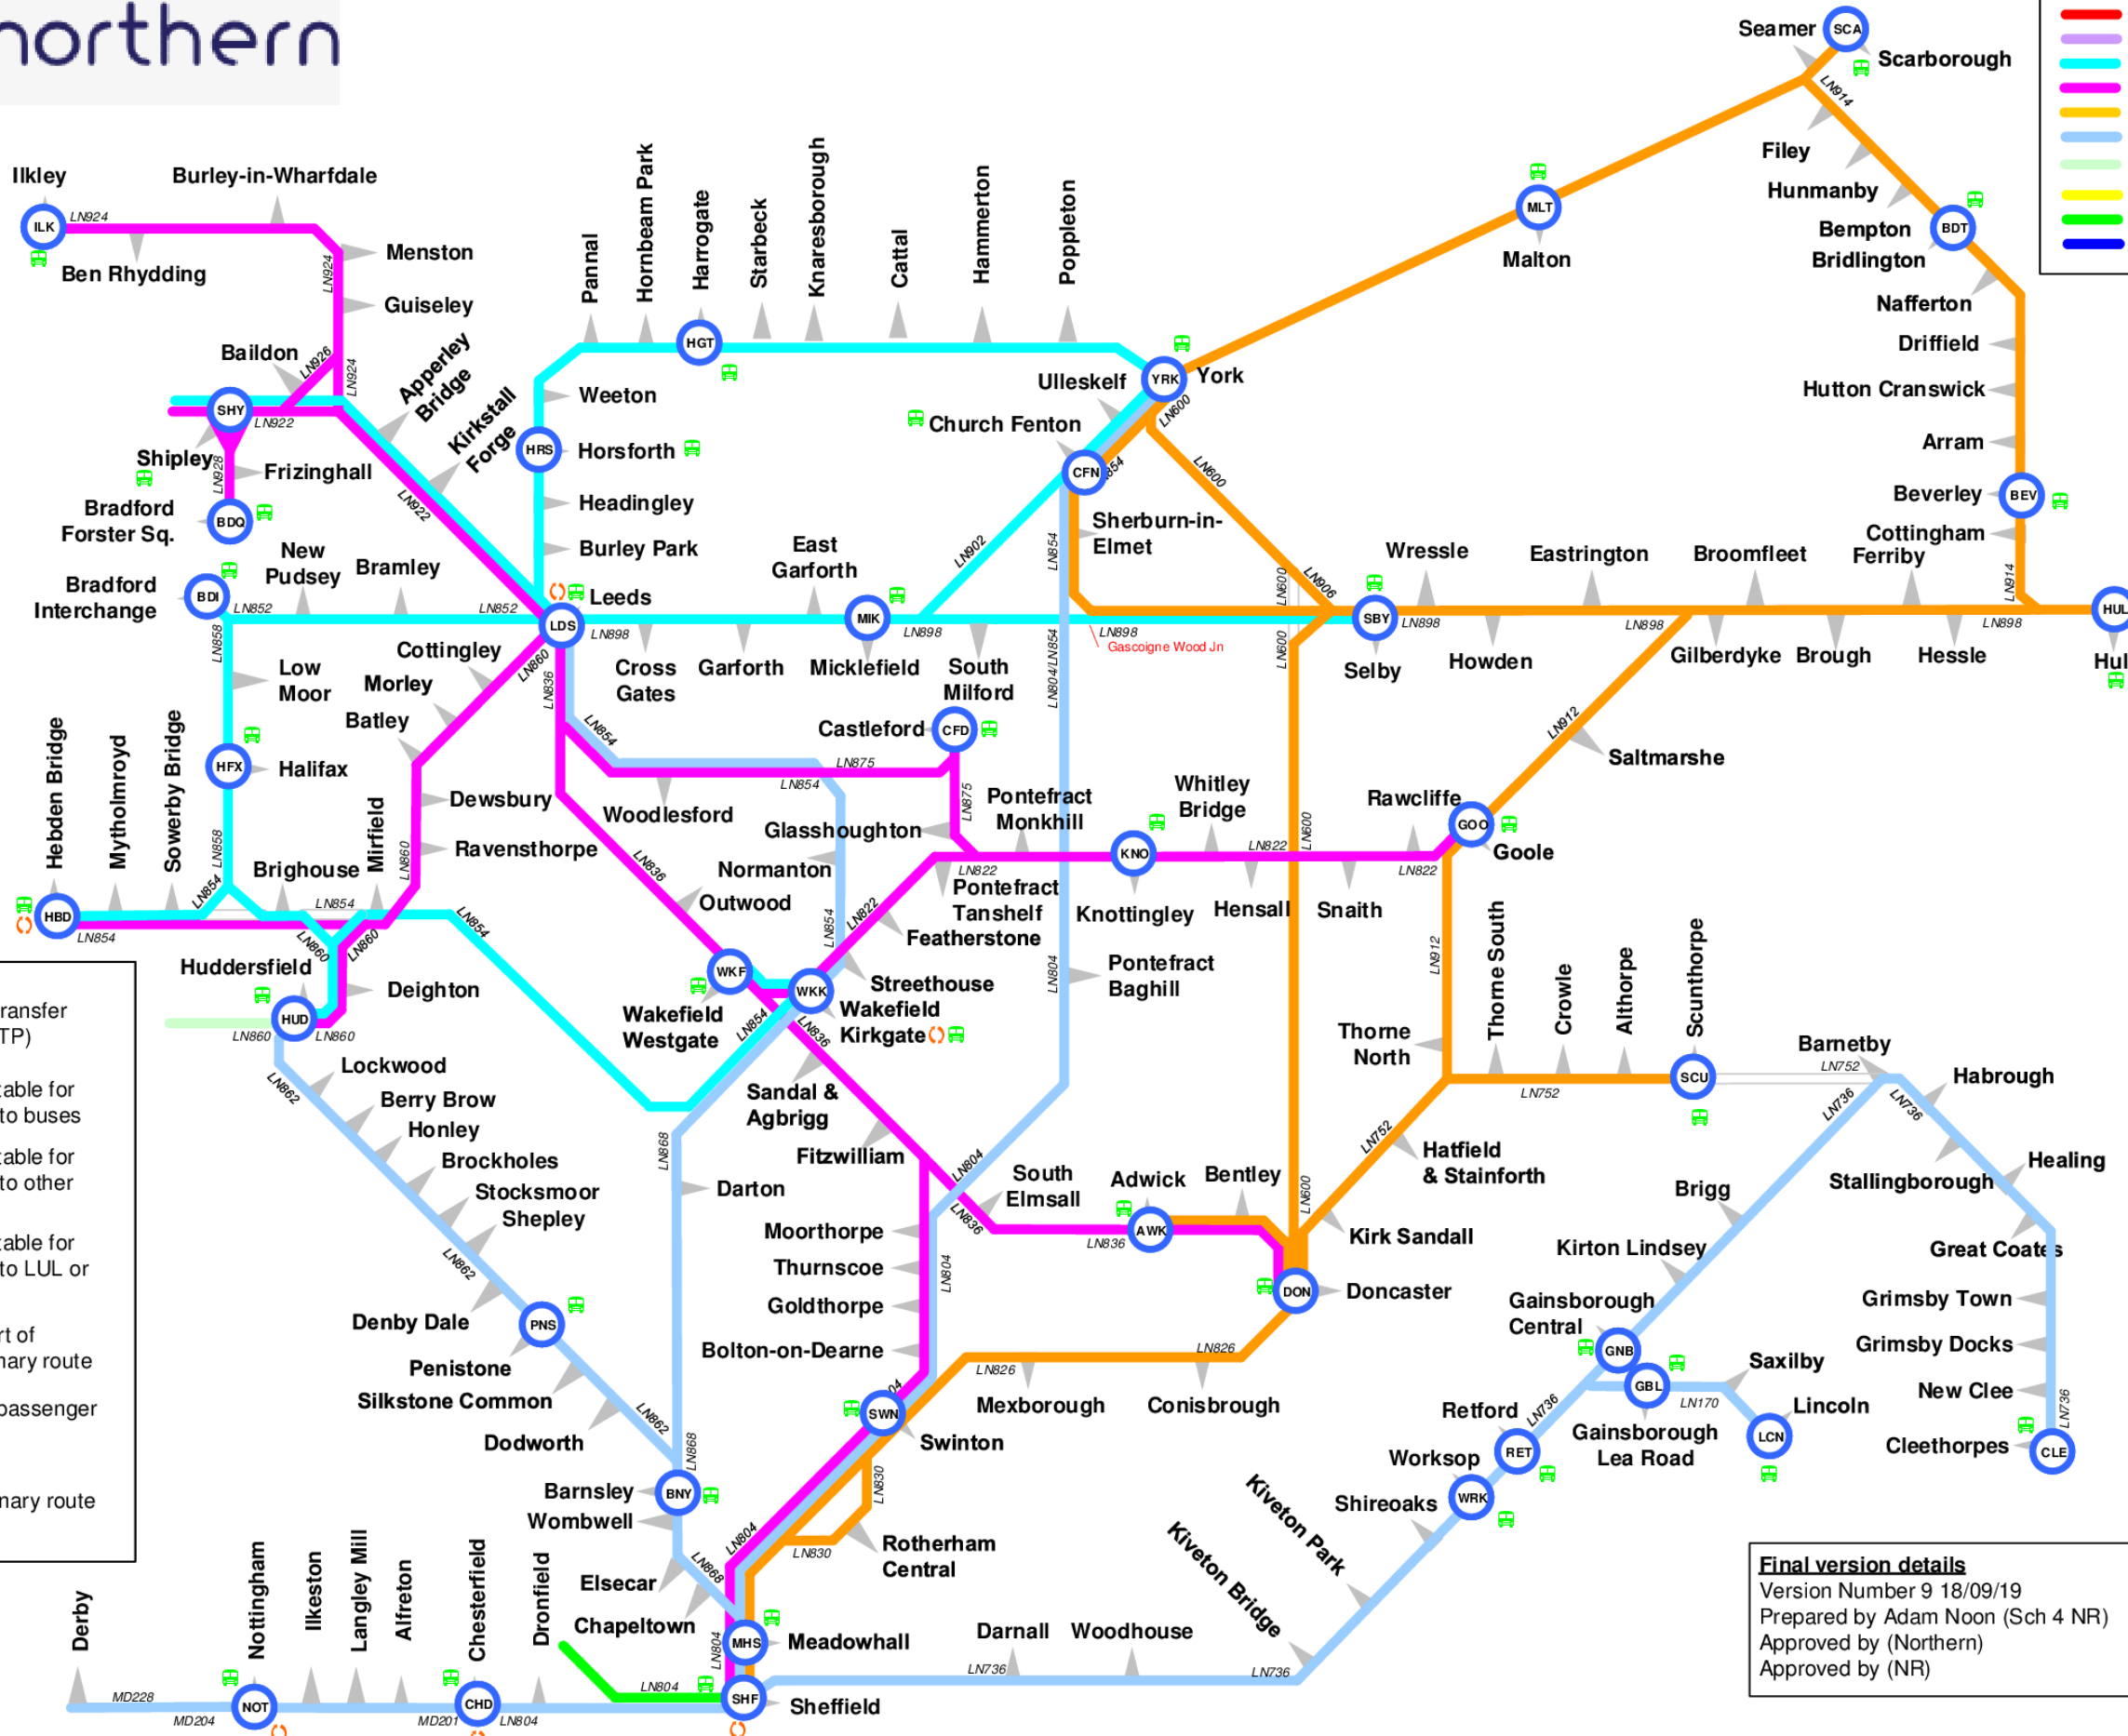 northern
Seamer
SCA
Scarborough
LN914
Filey
Hunmanby
Bempton
BDT
Bridlington
Nafferton
Driffield
Hutton Cranswick
Arram
Beverley
BEV
Cottingham
Ferriby
LN914
MLT
Malton
Ilkley
ILK
LN924
Burley-in-Wharfdale
Ben Rhydding
Menston
LN924
Guiseley
Baildon
LN926
LN924
Apperley
Bridge
Kirkstall
Forge
SHY
LN922
Shipley
LN928
Frizinghall
LN922
Bradford
Forster Sq.
BDQ
Pannal
Hornbeam Park
Harrogate
HGT
Starbeck
Knaresborough
Cattal
Hammerton
Poppleton
Weeton
HRS
Horsforth
Headingley
Burley Park
Ulleskelf
YRK
York
LN600
Church Fenton
CFN
LN600
Sherburn-in-
Elmet
LN854
LN902
Bradford
Interchange
BDI
LN852
New
Pudsey
Bramley
LN852
LDS
Leeds
LN898
East
Garforth
Cross
Gates
Garforth
MIK
Micklefield
LN898
South
Milford
LN898
Gascoigne Wood Jn
LN804/LN854
LN600
LN600
LN906
SBY
Selby
LN898
Wressle
Howden
Eastrington
LN898
Gilberdyke
Broomfleet
Brough
Hessle
LN898
HUL
Hul
LN858
Low
Moor
Cottingley
Morley
Batley
LN860
LN836
LN854
HFX
Halifax
Dewsbury
Ravensthorpe
LN860
LN858
Hebden Bridge
HBD
Mytholmroyd
Sowerby Bridge
LN854
LN854
Brighouse
LN854
Mirfield
LN860
LN860
LN854
Huddersfield
HUD
Deighton
LN860
LN860
Castleford
CFD
LN875
LN854
LN875
Woodlesford
Glasshoughton
Normanton
LN854
Outwood
LN836
Pontefract
Monkhill
LN822
Pontefract
Tanshelf
LN822
Featherstone
Streethouse
KNO
Knottingley
Whitley
Bridge
LN822
Hensall
Snaith
LN600
Rawcliffe
LN822
GOO
Goole
LN912
Saltmarshe
WKF
Wakefield
Westgate
WKK
Wakefield
Kirkgate
LN854
LN836
Sandal &
Agbrigg
Fitzwilliam
Pontefract
Baghill
LN804
LN804
South
Elmsall
LN836
LN836
Adwick
AWK
Bentley
LN600
DON
Doncaster
Kirk Sandall
Hatfield
& Stainforth
LN752
Thorne
North
LN912
Thorne South
Crowle
Althorpe
Scunthorpe
LN752
SCU
Barnetby
LN752
LN736
LN736
Habrough
Stallingborough
Healing
Great Coates
Grimsby Town
Grimsby Docks
New Clee
Cleethorpes
CLE
LN736
Brigg
Kirton Lindsey
Gainsborough
Central
GNB
GBL
Gainsborough
Lea Road
Saxilby
LN170
Lincoln
LCN
LN736
Retford
RET
Worksop
WRK
Shireoaks
Kiveton Park
Kiveton Bridge
LN736
Woodhouse
Darnall
LN736
Lockwood
LN862
Berry Brow
Honley
Brockholes
Stocksmoor
Shepley
LN862
Denby Dale
PNS
Penistone
Silkstone Common
Dodworth
LN862
LN868
Darton
LN868
Barnsley
BNY
Wombwell
LN868
Elsecar
Chapeltown
Moorthorpe
Thurnscoe
LN804
Goldthorpe
Bolton-on-Dearne
SWN
Swinton
LN826
LN826
Mexborough
Conisbrough
LN830
LN830
Rotherham
Central
LN804
LN804
MHS
Meadowhall
SHF
Sheffield
LN804
Derby
MD228
MD204
Nottingham
NOT
Ilkeston
Langley Mill
Alfreton
Chesterfield
CHD
MD201
LN804
Dronfield
ransfer
TP)
table for
to buses
table for
to other
table for
to LUL or
rt of
nary route
passenger
nary route
Final version details
Version Number 9 18/09/19
Prepared by Adam Noon (Sch 4 NR)
Approved by (Northern)
Approved by (NR)